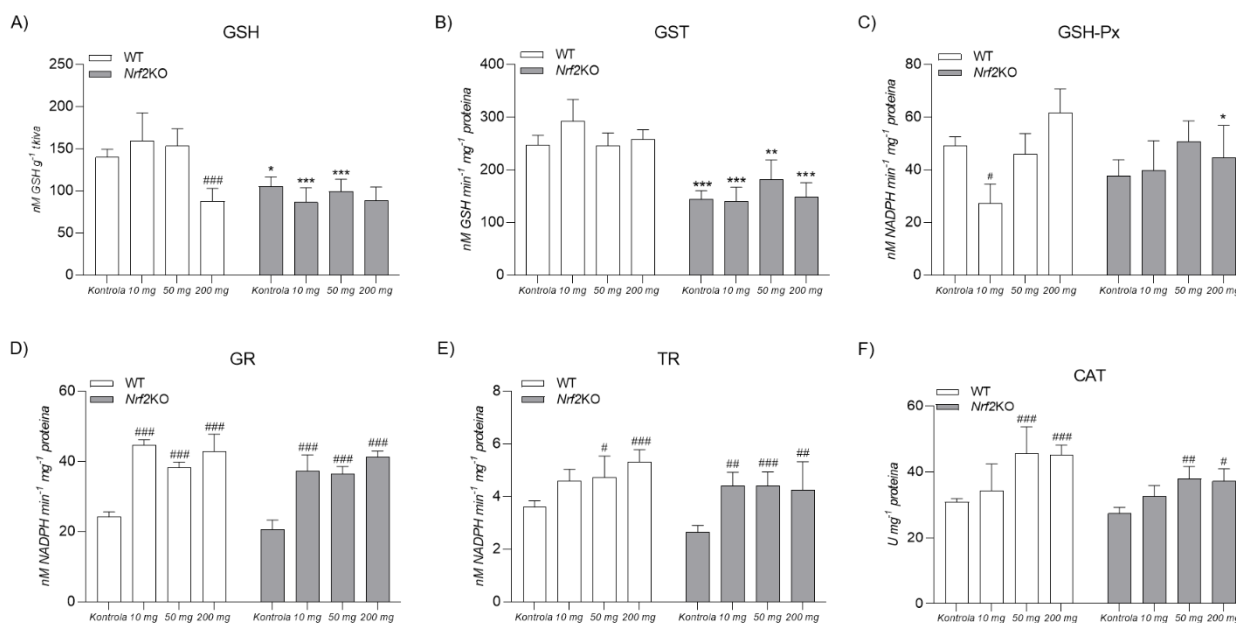 A)
GSH
WT
Nrf2KO
nM GSH g-1 tkiva
200
150
100
50
0
###
*
***
***
Kontrola 10 mg 50 mg 200 mg
Kontrola 10 mg 50 mg 200 mg
B)
GST
WT
Nrf2KO
nM GSH min-1 mg-1 proteina
400
300
200
100
0
***
***
**
***
Kontrola 10 mg 50 mg 200 mg
Kontrola 10 mg 50 mg 200 mg
C)
GSH-Px
WT
Nrf2KO
nM NADPH min-1 mg-1 proteina
80
60
40
20
0
#
*
Kontrola 10 mg 50 mg 200 mg
Kontrola 10 mg 50 mg 200 mg
D)
GR
WT
Nrf2KO
nM NADPH min-1 mg-1 proteina
60
40
20
0
###
###
###
###
###
###
Kontrola 10 mg 50 mg 200 mg
Kontrola 10 mg 50 mg 200 mg
E)
TR
WT
Nrf2KO
nM NADPH min-1 mg-1 proteina
8
6
4
2
0
#
###
##
###
##
Kontrola 10 mg 50 mg 200 mg
Kontrola 10 mg 50 mg 200 mg
F)
CAT
WT
Nrf2KO
U mg-1 proteina
60
40
20
0
###
###
##
#
Kontrola 10 mg 50 mg 200 mg
Kontrola 10 mg 50 mg 200 mg